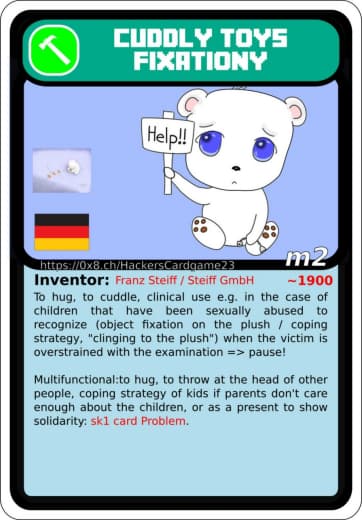 CUDDLY TOYS
FIXATIONY
Help!!
m2
https://0x8.ch/HackersCardgame23
Inventor: Franz Steiff / Steiff GmbH ~1900
To hug, to cuddle, clinical use e.g. in the case of
children that have been sexually abused to
recognize (object fixation on the plush / coping
strategy, "clinging to the plush") when the victim is
overstrained with the examination => pause!
Multifunctional:to hug, to throw at the head of other
people, coping strategy of kids if parents don't care
enough about the children, or as a present to show
solidarity: sk1 card Problem.